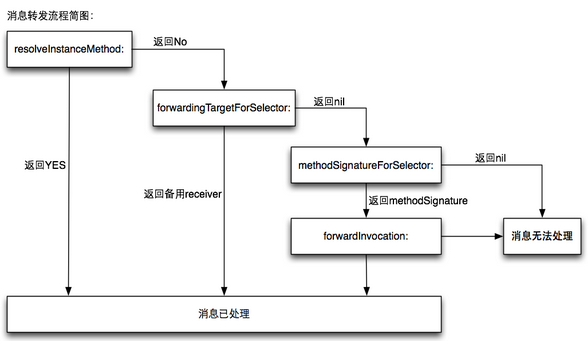 消息转发流程简图：
resolveInstanceMethod:
返回No
forwardingTargetForSelector:
返回nil
methodSignatureForSelector:
返回nil
返回YES
返回备用receiver
返回methodSignature
forwardInvocation:
消息无法处理
消息已处理